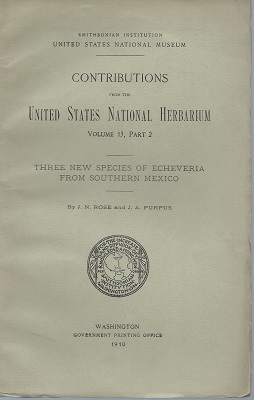 SMITHSONIAN INSTITUTION
UNITED STATES NATIONAL MUSEUM
CONTRIBUTIONS
FROM THE
UNITED STATES NATIONAL HERBARIUM
VOLUME 13, PART 2
THREE NEW SPECIES OF ECHEVERIA
FROM SOUTHERN MEXICO
By J. N. ROSE and J. A. PURPUS
WASHINGTON
GOVERNMENT PRINTING OFFICE
1910